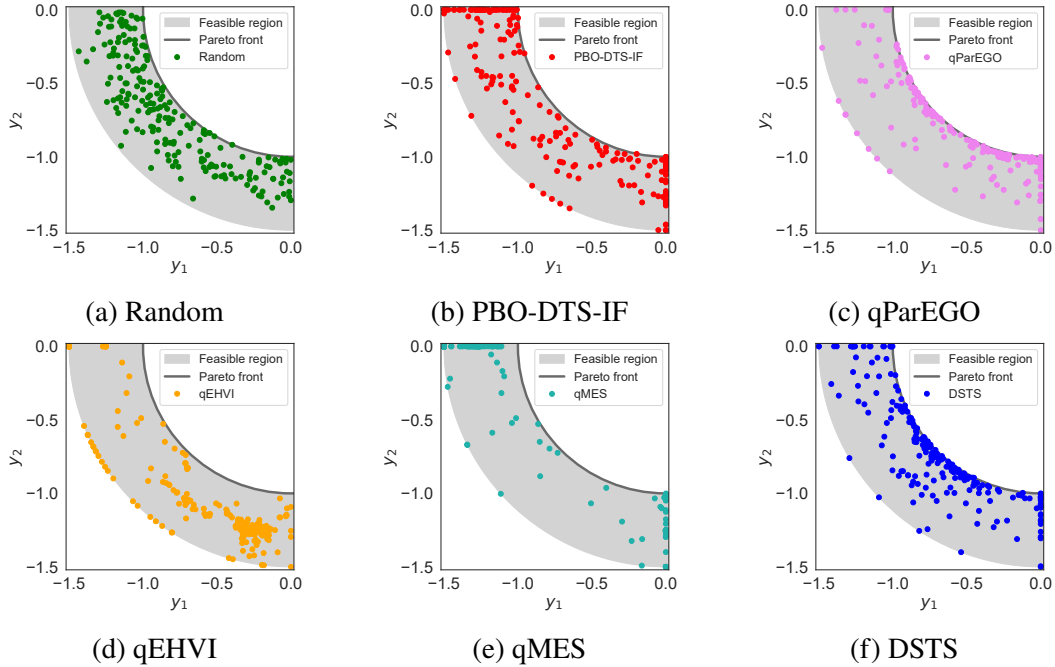 0.0
−0.5
−1.0
−1.5
y₂
−1.5 −1.0 −0.5 0.0
y₁
Feasible region
Pareto front
Random
(a) Random
0.0
−0.5
−1.0
−1.5
y₂
−1.5 −1.0 −0.5 0.0
y₁
Feasible region
Pareto front
PBO-DTS-IF
(b) PBO-DTS-IF
0.0
−0.5
−1.0
−1.5
y₂
−1.5 −1.0 −0.5 0.0
y₁
Feasible region
Pareto front
qParEGO
(c) qParEGO
0.0
−0.5
−1.0
−1.5
y₂
−1.5 −1.0 −0.5 0.0
y₁
Feasible region
Pareto front
qEHVI
(d) qEHVI
0.0
−0.5
−1.0
−1.5
y₂
−1.5 −1.0 −0.5 0.0
y₁
Feasible region
Pareto front
qMES
(e) qMES
0.0
−0.5
−1.0
−1.5
y₂
−1.5 −1.0 −0.5 0.0
y₁
Feasible region
Pareto front
DSTS
(f) DSTS